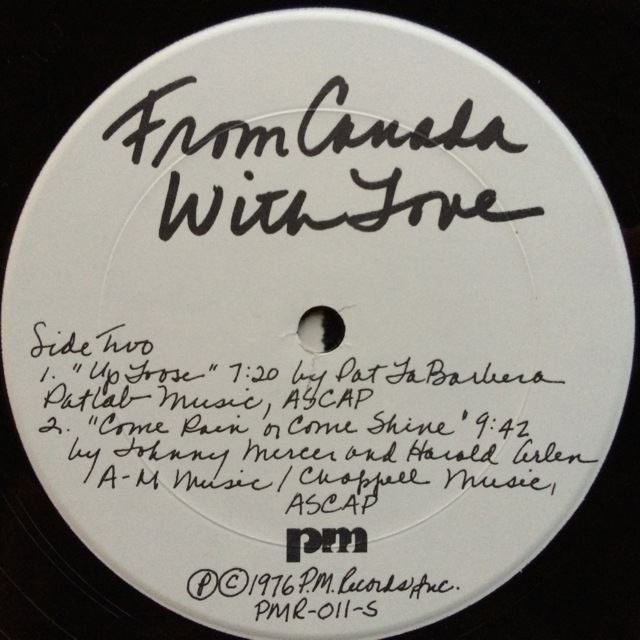 From Canada
With Love
Side Two
1. "Up Loose" 7:20 by Pat LaBarbera
Patlab Music, ASCAP
2. "Come Rain or Come Shine" 9:42
by Johnny Mercer and Harold Arlen
A-M Music / Chappell Music,
ASCAP
pm
Ⓟ©1976 P.M. Records, Inc.
PMR-011-S